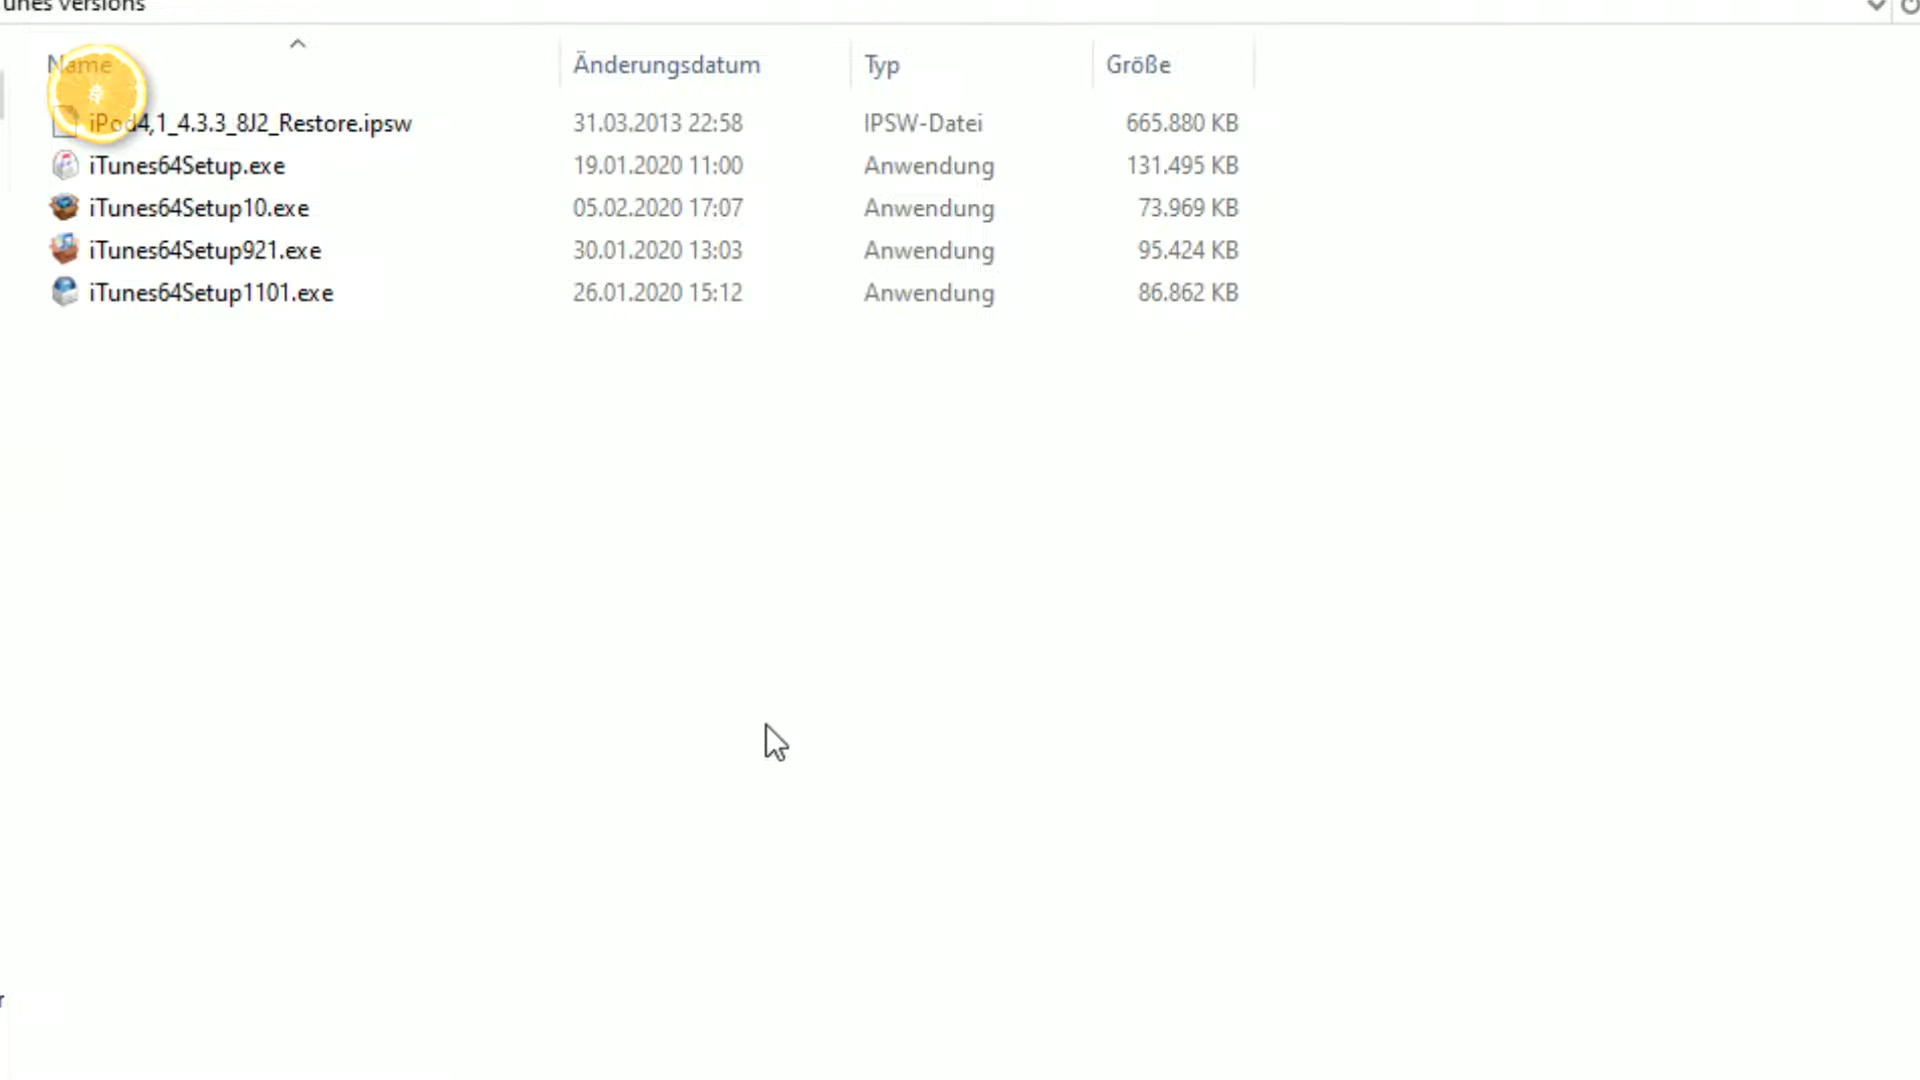 unes versions
Name Änderungsdatum Typ Größe
iPod4,1_4.3.3_8J2_Restore.ipsw 31.03.2013 22:58 IPSW-Datei 665.880 KB
iTunes64Setup.exe 19.01.2020 11:00 Anwendung 131.495 KB
iTunes64Setup10.exe 05.02.2020 17:07 Anwendung 73.969 KB
iTunes64Setup921.exe 30.01.2020 13:03 Anwendung 95.424 KB
iTunes64Setup1101.exe 26.01.2020 15:12 Anwendung 86.862 KB
r